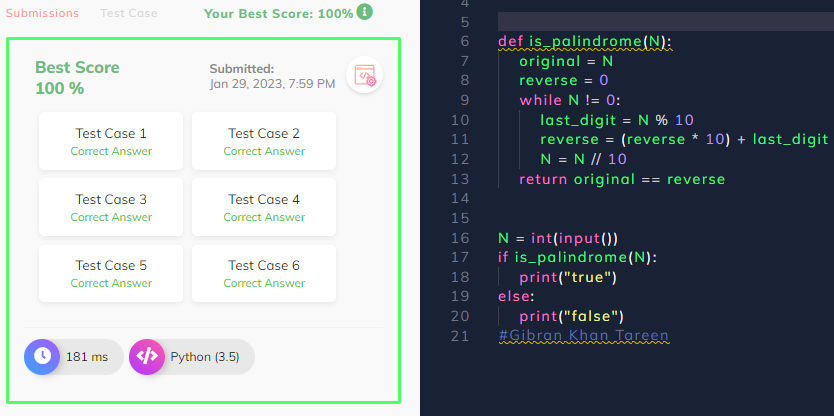 Submissions Test Case Your Best Score: 100% i
Best Score
100 %
Submitted:
Jan 29, 2023, 7:59 PM
Test Case 1
Correct Answer
Test Case 2
Correct Answer
Test Case 3
Correct Answer
Test Case 4
Correct Answer
Test Case 5
Correct Answer
Test Case 6
Correct Answer
181 ms
Python (3.5)
4
5
6 def is_palindrome(N):
7 original = N
8 reverse = 0
9 while N != 0:
10 last_digit = N % 10
11 reverse = (reverse * 10) + last_digit
12 N = N // 10
13 return original == reverse
14
15
16 N = int(input())
17 if is_palindrome(N):
18 print("true")
19 else:
20 print("false")
21 #Gibran Khan Tareen